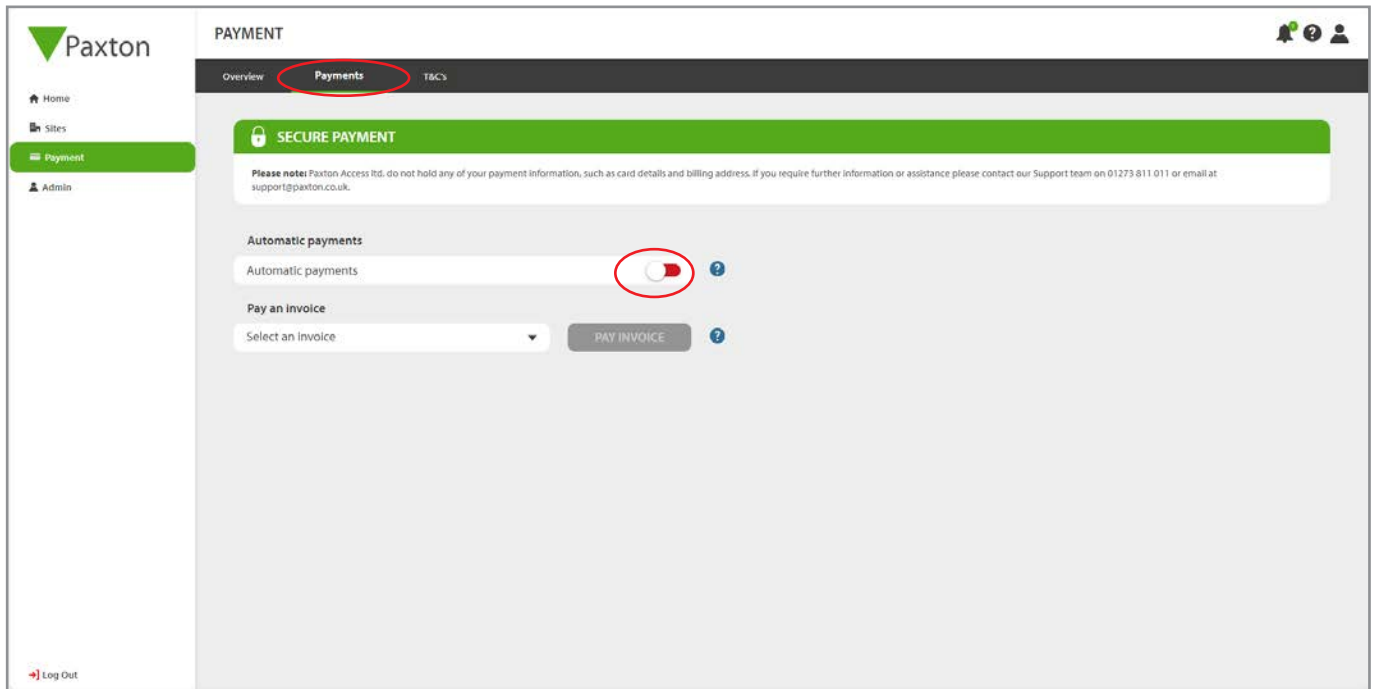 Paxton
PAYMENT
Overview Payments T&C's
Home
Sites
Payment
Admin
SECURE PAYMENT
Please note: Paxton Access ltd. do not hold any of your payment information, such as card details and billing address. If you require further information or assistance please contact our Support team on 01273 811 011 or email at
support@paxton.co.uk.
Automatic payments
Automatic payments
Pay an invoice
Select an invoice PAY INVOICE
Log Out